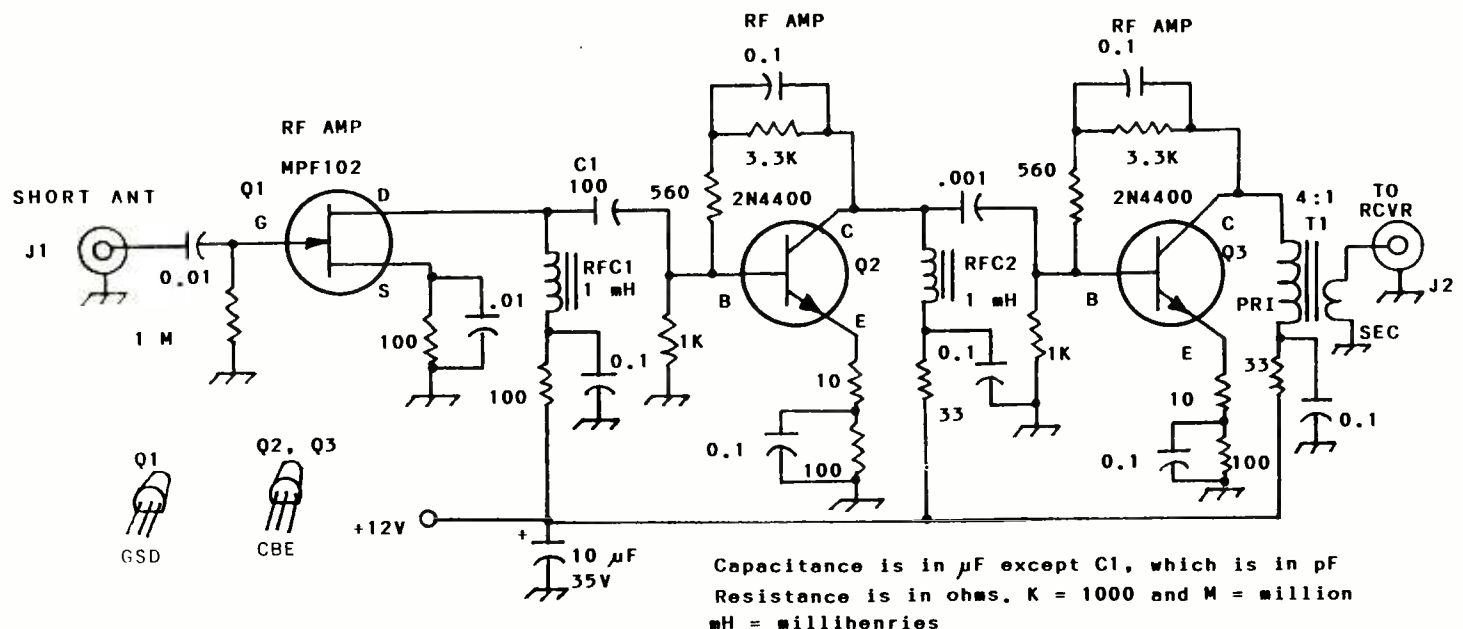 RF AMP
0.1
3.3K
RF AMP
0.1
3.3K
RF AMP
MPF102
Q1
SHORT ANT
J1
G
D
S
0.01
1 M
100
.01
C1
100
RFC1
1 mH
0.1
100
560
2N4400
1K
B
C
Q2
E
10
0.1
100
.001
RFC2
1 mH
0.1
33
560
2N4400
1K
B
C
Q3
E
10
0.1
100
4:1
T1
PRI
SEC
33
0.1
TO
RCVR
J2
Q1
GSD
Q2, Q3
CBE
+12V
+
10 µF
35V
Capacitance is in µF except C1, which is in pF
Resistance is in ohms. K = 1000 and M = million
mH = millihenries